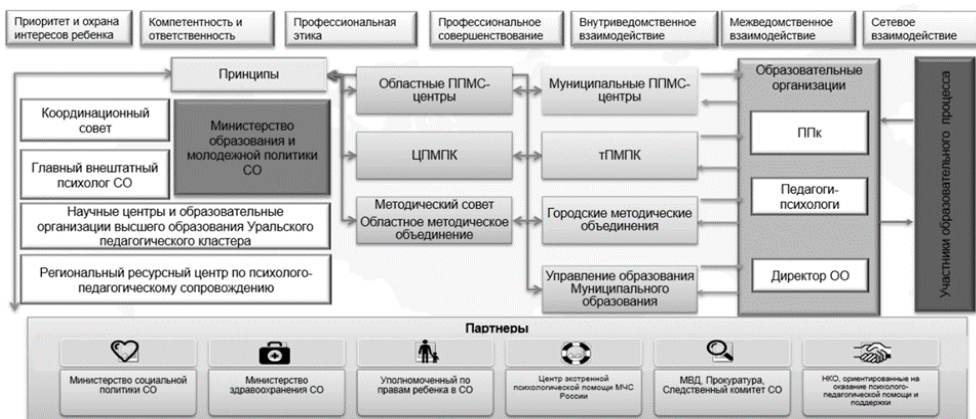 Приоритет и охрана
интересов ребенка
Компетентность и
ответственность
Профессиональная
этика
Профессиональное
совершенствование
Внутриведомственное
взаимодействие
Межведомственное
взаимодействие
Сетевое
взаимодействие
Принципы
Координационный
совет
Главный внештатный
психолог СО
Министерство
образования и
молодежной политики
СО
Научные центры и образовательные
организации высшего образования Уральского
педагогического кластера
Региональный ресурсный центр по психолого-
педагогическому сопровождению
Областные ППМС-
центры
ЦПМПК
Методический совет
Областное методическое
объединение
Муниципальные ППМС-
центры
тПМПК
Городские методические
объединения
Управление образования
Муниципального
образования
Образовательные
организации
ППк
Педагоги-
психологи
Директор ОО
Участники образовательного процесса
Партнеры
Министерство социальной
политики СО
Министерство
здравоохранения СО
Уполномоченный по
правам ребенка в СО
Центр экстренной
психологической помощи МЧС
России
МВД, Прокуратура,
Следственный комитет СО
НКО, ориентированные на
оказание психолого-
педагогической помощи и
поддержки